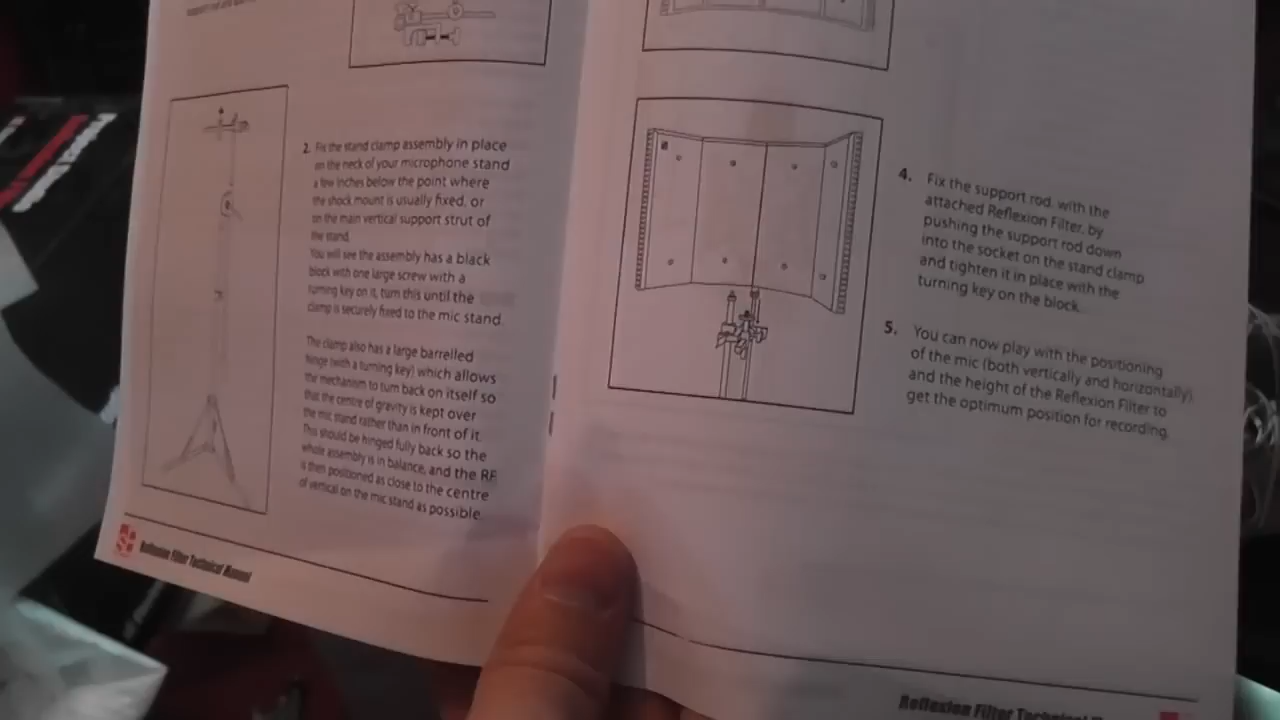 2. Fix the stand clamp assembly in place
on the neck of your microphone stand
a few inches below the point where
the shock mount is usually fixed, or
on the main vertical support strut of
the stand.
You will see the assembly has a black
block with one large screw with a
turning key on it, turn this until the
clamp is securely fixed to the mic stand.
The clamp also has a large barrelled
hinge (with a turning key) which allows
the mechanism to turn back on itself so
that the centre of gravity is kept over
the mic stand rather than in front of it.
This should be hinged fully back so the
whole assembly is in balance, and the RF
is then positioned as close to the centre
of vertical on the mic stand as possible.
Reflexion Filter Technical Manual
4. Fix the support rod, with the
attached Reflexion Filter, by
pushing the support rod down
into the socket on the stand clamp
and tighten it in place with the
turning key on the block.
5. You can now play with the positioning
of the mic (both vertically and horizontally),
and the height of the Reflexion Filter to
get the optimum position for recording.
Reflexion Filter Technical